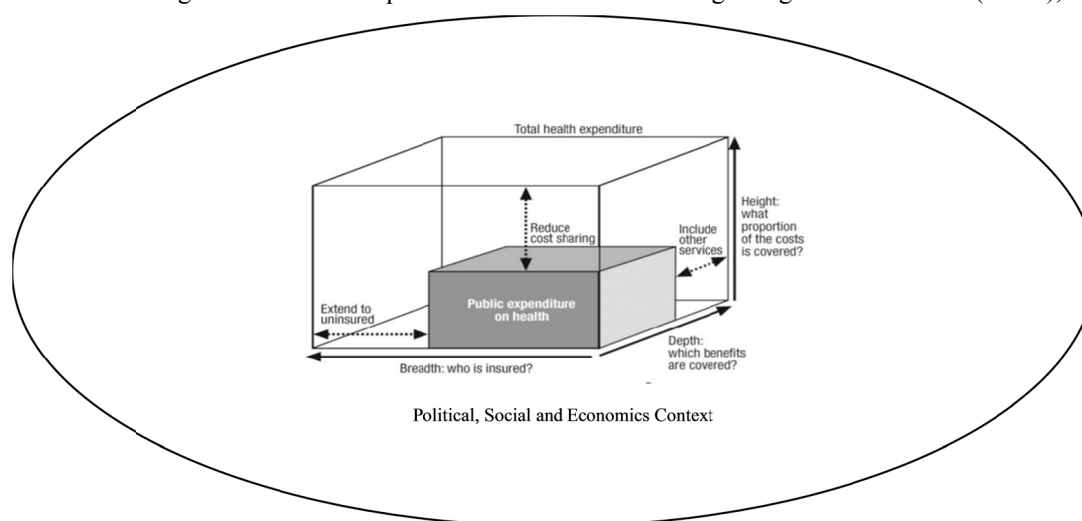 Total health expenditure
Height:
what
proportion
of the costs
is covered?
Reduce
cost sharing
Include
other
services
Public expenditure
on health
Extend to
uninsured
Depth:
which benefits
are covered?
Breadth: who is insured?
Political, Social and Economics Context